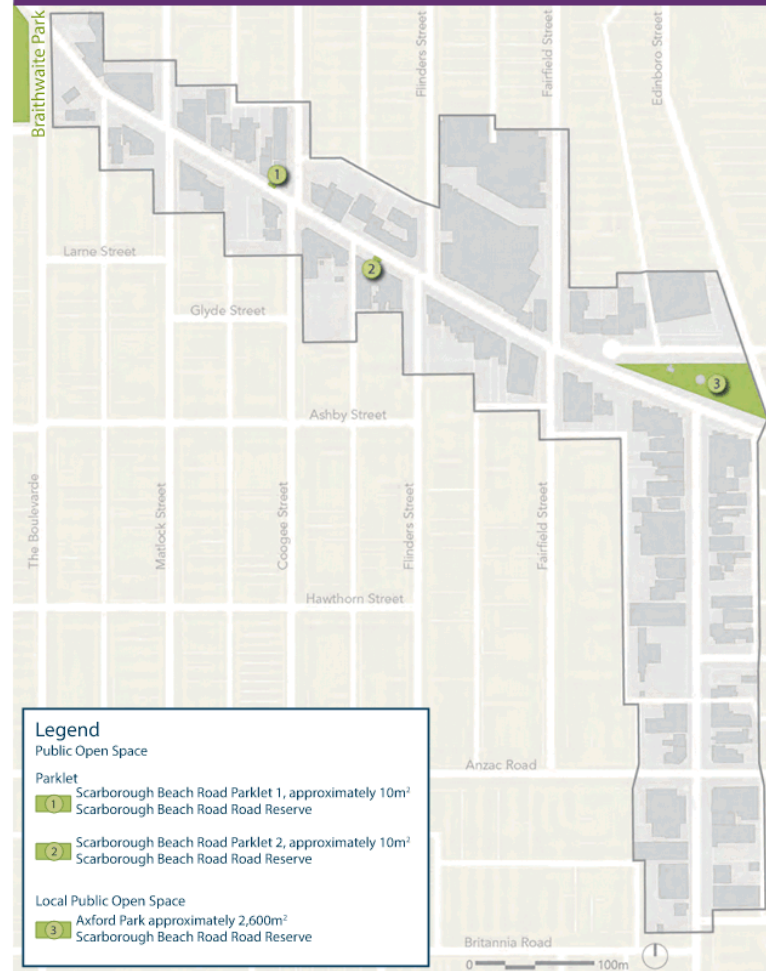 Braithwaite Park
Flinders Street
Fairfield Street
Edinboro Street
1
2
3
Larne Street
Glyde Street
Ashby Street
The Boulevarde
Matlock Street
Coogee Street
Flinders Street
Fairfield Street
Hawthorn Street
Anzac Road
Britannia Road
0 100m
Legend
Public Open Space
Parklet
1 Scarborough Beach Road Parklet 1, approximately 10m²
Scarborough Beach Road Road Reserve
2 Scarborough Beach Road Parklet 2, approximately 10m²
Scarborough Beach Road Road Reserve
Local Public Open Space
3 Axford Park approximately 2,600m²
Scarborough Beach Road Road Reserve